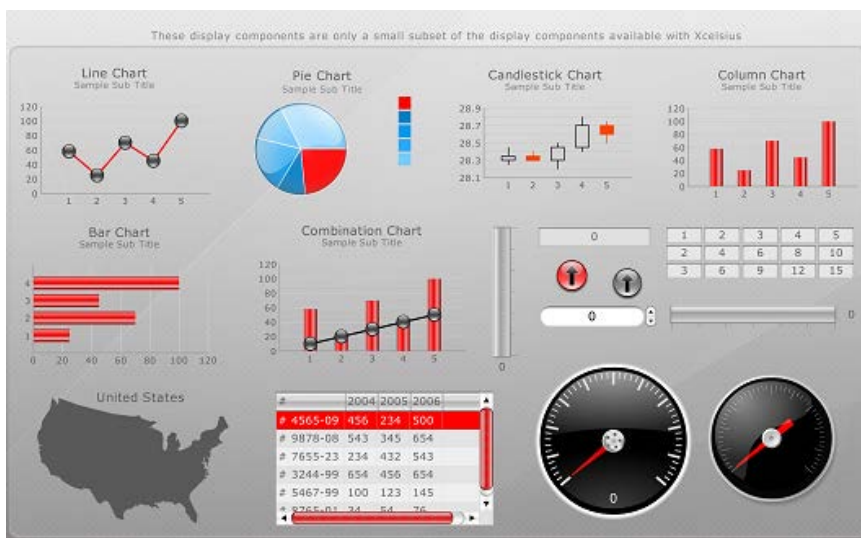 These display components are only a small subset of the display components available with Xcelsius
Line Chart
Sample Sub Title
120
100
80
60
40
20
0
1 2 3 4 5
Pie Chart
Sample Sub Title
Candlestick Chart
Sample Sub Title
28.9
28.7
28.5
28.3
28.1
1 2 3 4 5
Column Chart
Sample Sub Title
120
100
80
60
40
20
0
1 2 3 4 5
Bar Chart
Sample Sub Title
4
3
2
1
0 20 40 60 80 100 120
Combination Chart
Sample Sub Title
120
100
80
60
40
20
0
1 2 3 4 5
0
0
0
1 2 3 4 5
2 4 6 8 10
3 6 9 12 15
0
United States
# 2004 2005 2006
# 4565-09 456 234 500
# 9878-08 543 345 654
# 7655-23 234 432 543
# 3244-99 654 456 654
# 5467-99 100 123 145
# 8765-01 34 54 76
0